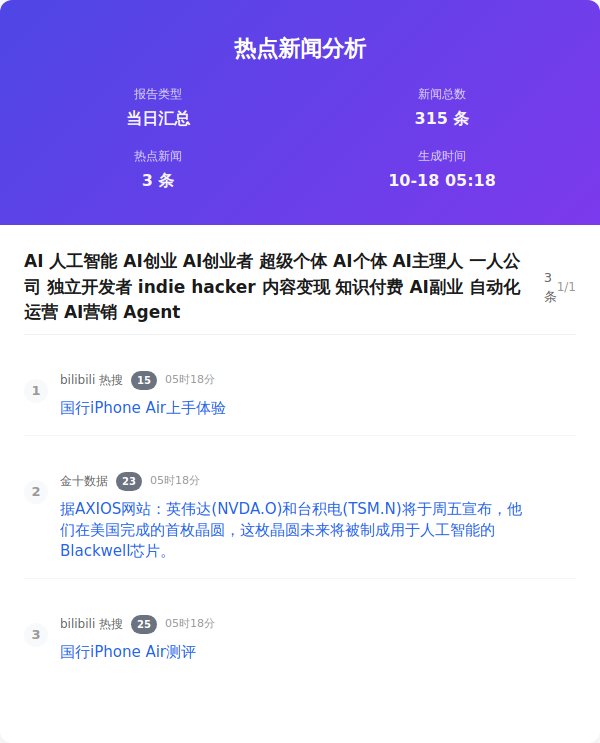 热点新闻分析
报告类型
当日汇总
新闻总数
315 条
热点新闻
3 条
生成时间
10-18 05:18
AI 人工智能 AI创业 AI创业者 超级个体 AI个体 AI主理人 一人公
司 独立开发者 indie hacker 内容变现 知识付费 AI副业 自动化
运营 AI营销 Agent
3
条
1/1
1
bilibili 热搜 15 05时18分
国行iPhone Air上手体验
2
金十数据 23 05时18分
据AXIOS网站：英伟达(NVDA.O)和台积电(TSM.N)将于周五宣布，他
们在美国完成的首枚晶圆，这枚晶圆未来将被制成用于人工智能的
Blackwell芯片。
3
bilibili 热搜 25 05时18分
国行iPhone Air测评